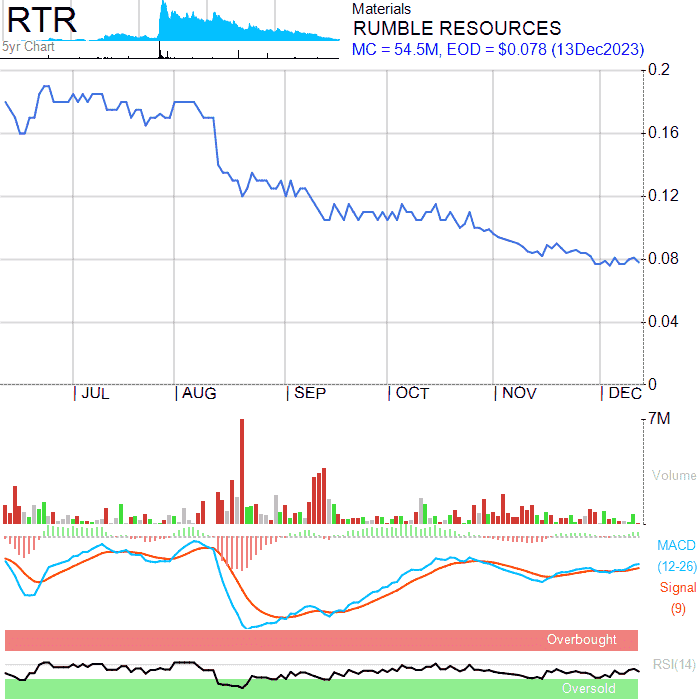 RTR
5yr Chart
Materials
RUMBLE RESOURCES
MC = 54.5M, EOD = $0.078 (13Dec2023)
0.2
0.16
0.12
0.08
0.04
0
JUL AUG SEP OCT NOV DEC
7M
Volume
MACD
(12-26)
Signal
(9)
Overbought
RSI(14)
Oversold